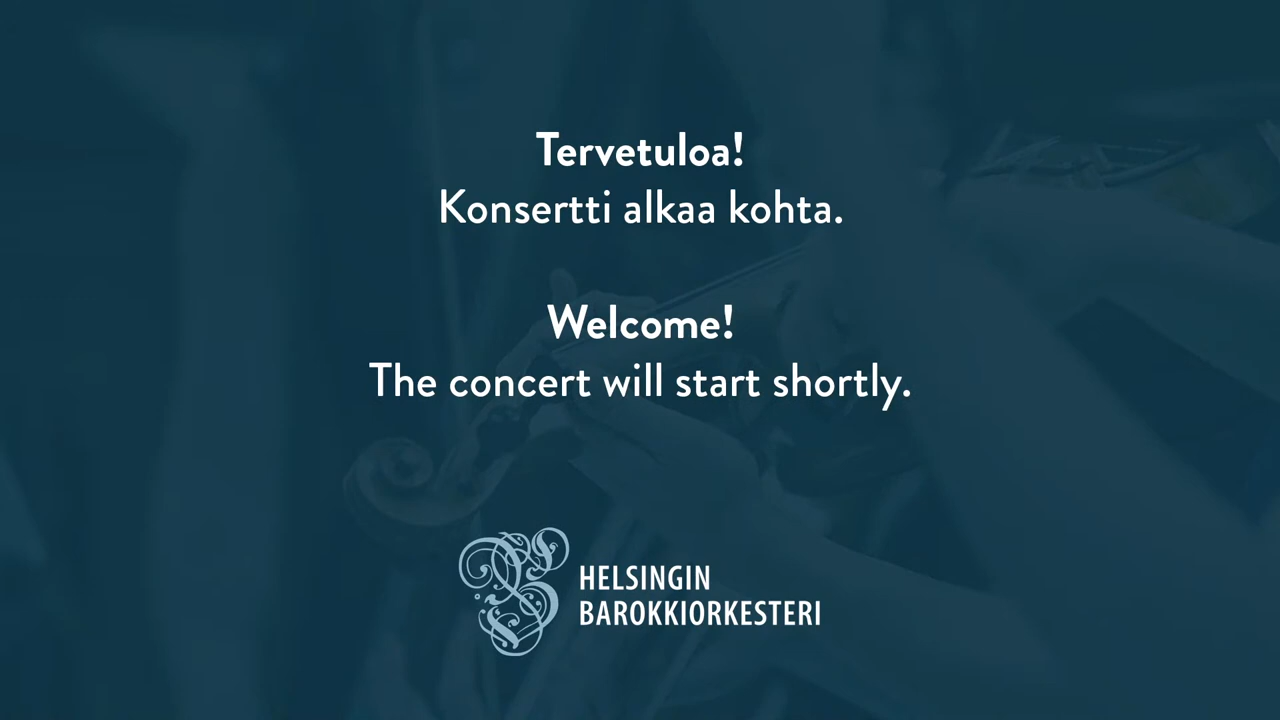 Tervetuloa!
Konsertti alkaa kohta.
Welcome!
The concert will start shortly.
HELSINGIN
BAROKKIORKESTERI